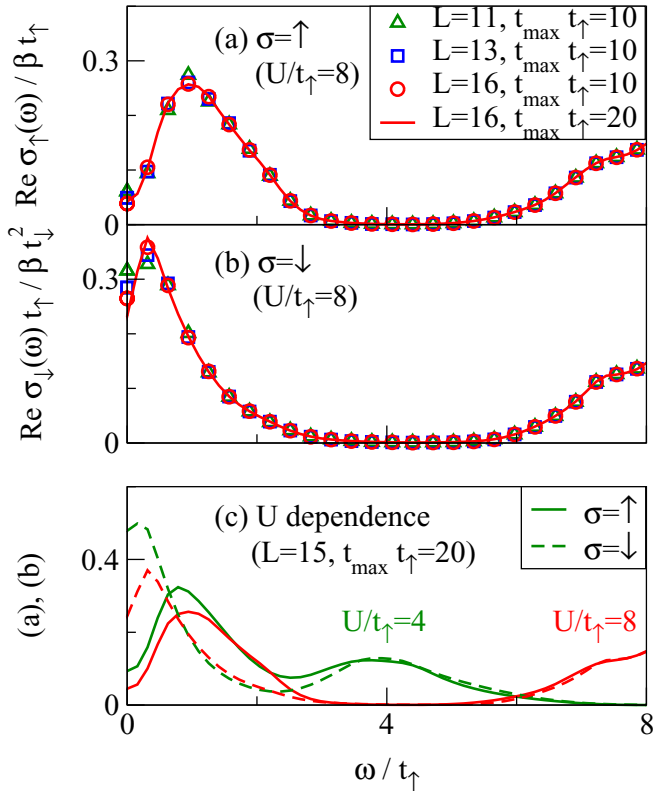 (a) σ=↑
(U/t↑=8)
L=11, tmax t↑=10
L=13, tmax t↑=10
L=16, tmax t↑=10
L=16, tmax t↑=20
Re σ↑(ω) / β t↑
0.3
0
(b) σ=↓
(U/t↑=8)
Re σ↓(ω) t↑ / β t↓²
0.3
0
(c) U dependence
(L=15, tmax t↑=20)
σ=↑
σ=↓
U/t↑=4
U/t↑=8
(a), (b)
0.4
0
0 4 8
ω / t↑